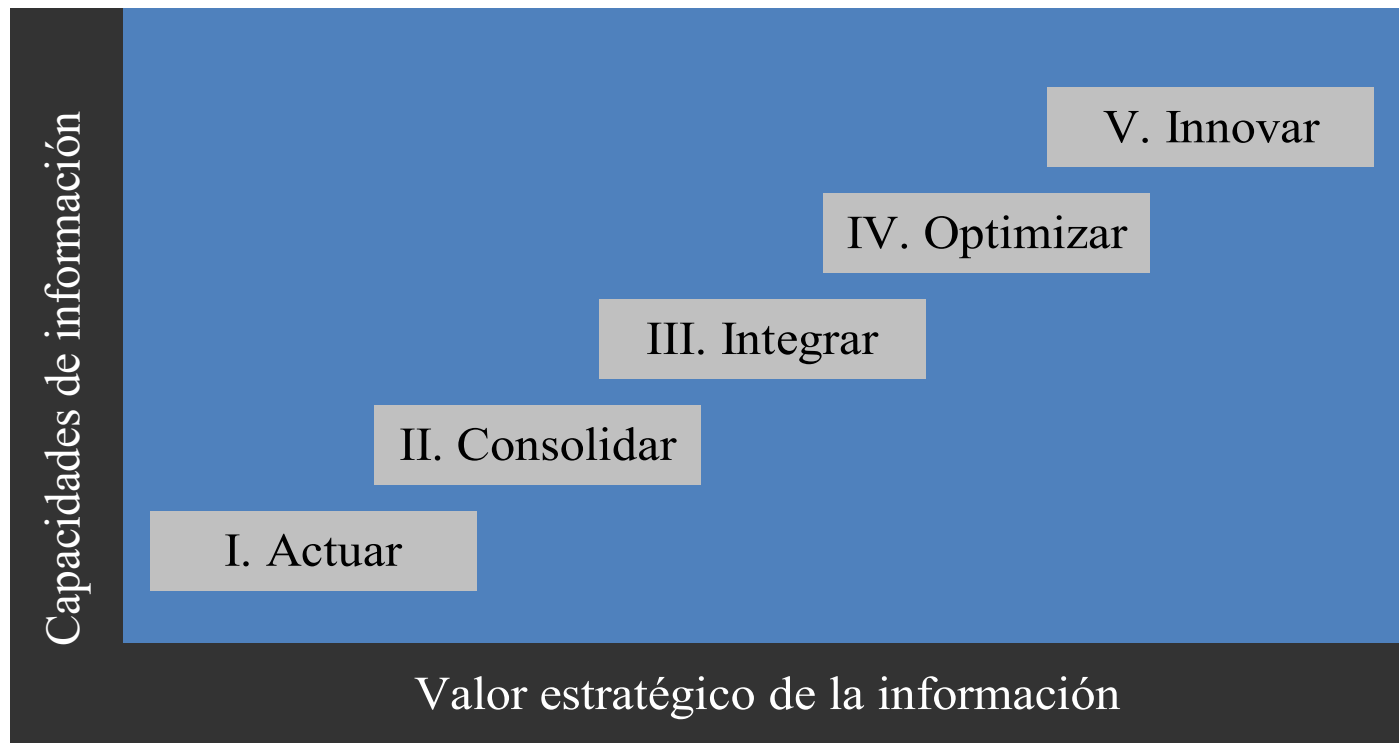 Capacidades de información
V. Innovar
IV. Optimizar
III. Integrar
II. Consolidar
I. Actuar
Valor estratégico de la información